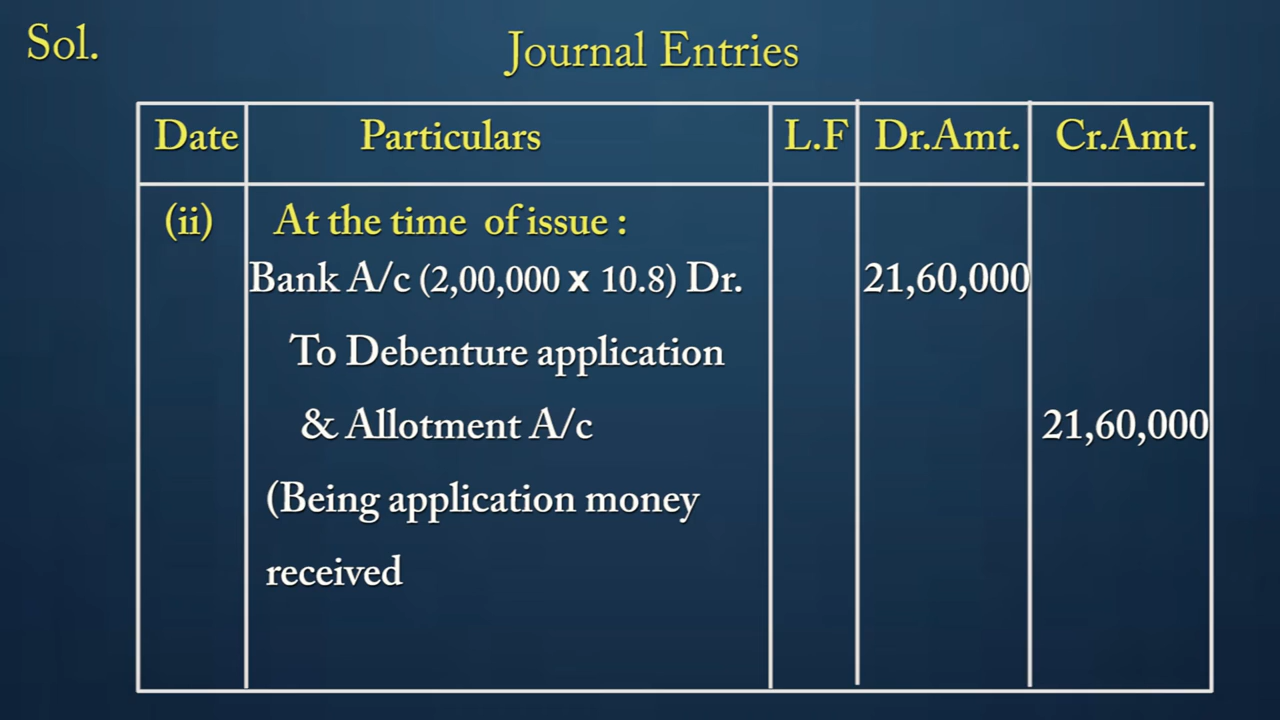 Sol.
Journal Entries
Date Particulars L.F Dr.Amt. Cr.Amt.
(ii) At the time of issue :
Bank A/c (2,00,000 x 10.8) Dr. 21,60,000
To Debenture application
& Allotment A/c 21,60,000
(Being application money
received